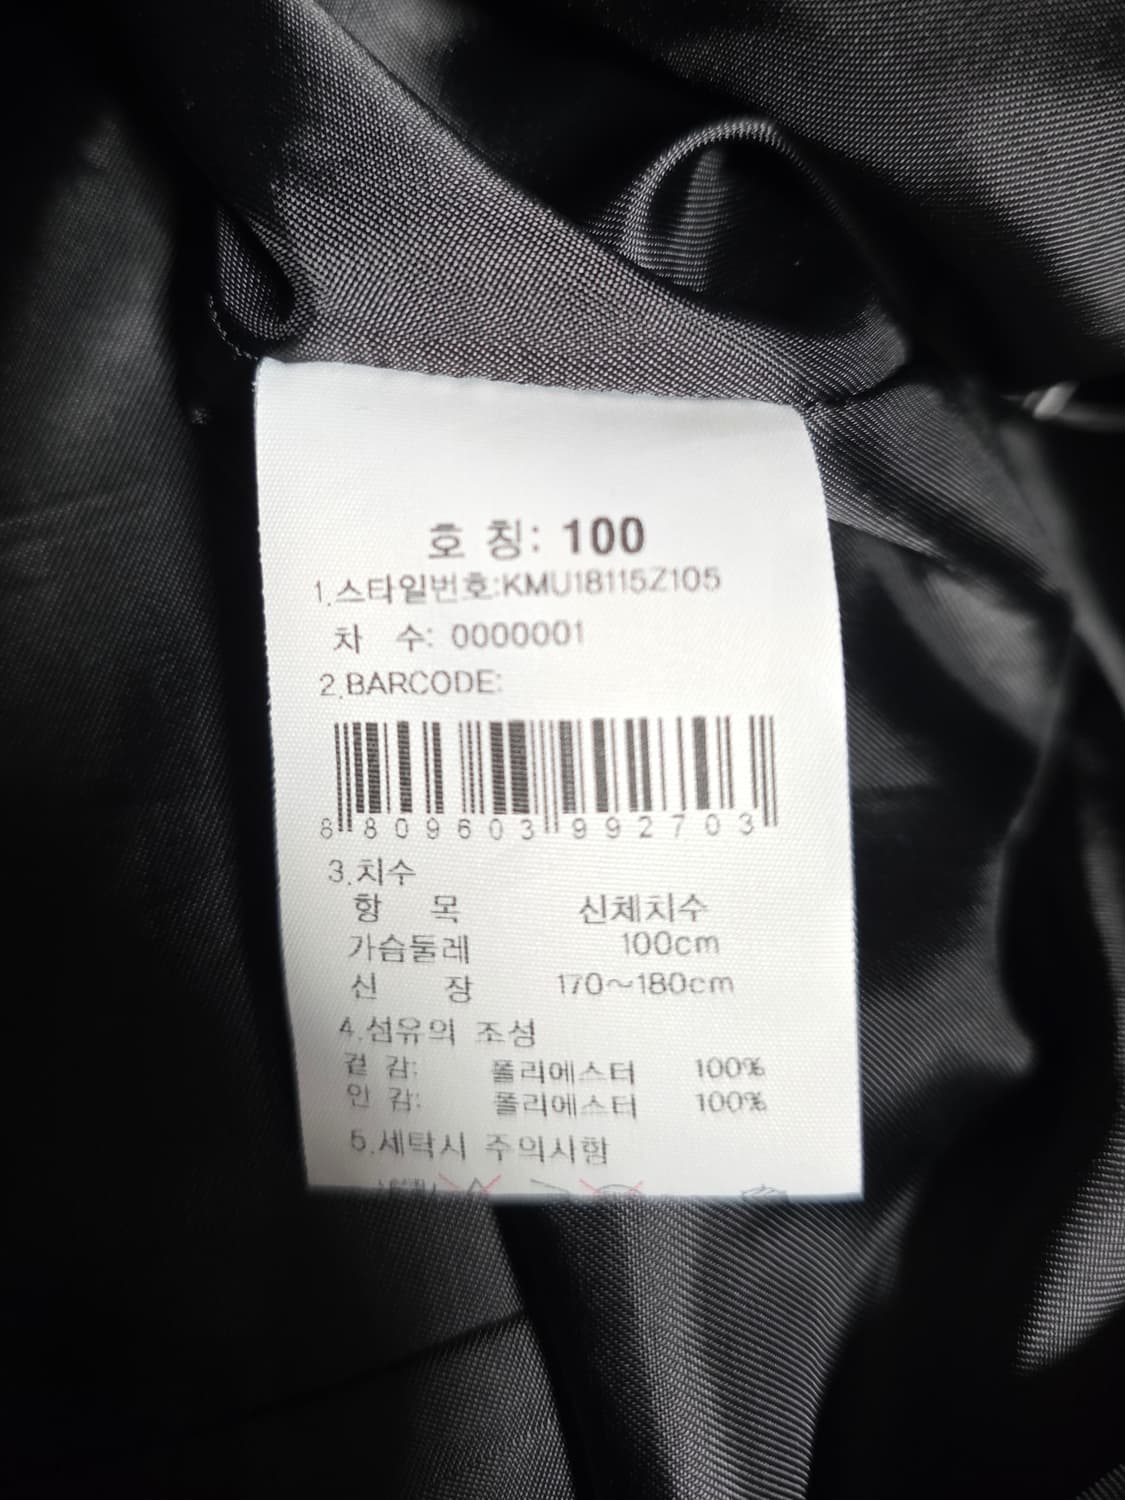 호 칭: 100
1.스타일번호:KMU18115Z105
차 수: 0000001
2.BARCODE:
8 809603 992703
3.치수
항 목 신체치수
가슴둘레 100cm
신 장 170~180cm
4.섬유의 조성
겉 감: 폴리에스터 100%
안 감: 폴리에스터 100%
5.세탁시 주의사항